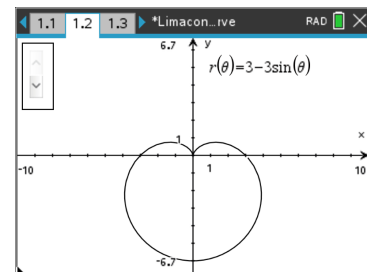 1.1 1.2 1.3 *Limacon...rve RAD
6.7 y
r(θ)=3−3sin(θ)
1
x
-10 1 10
-6.7